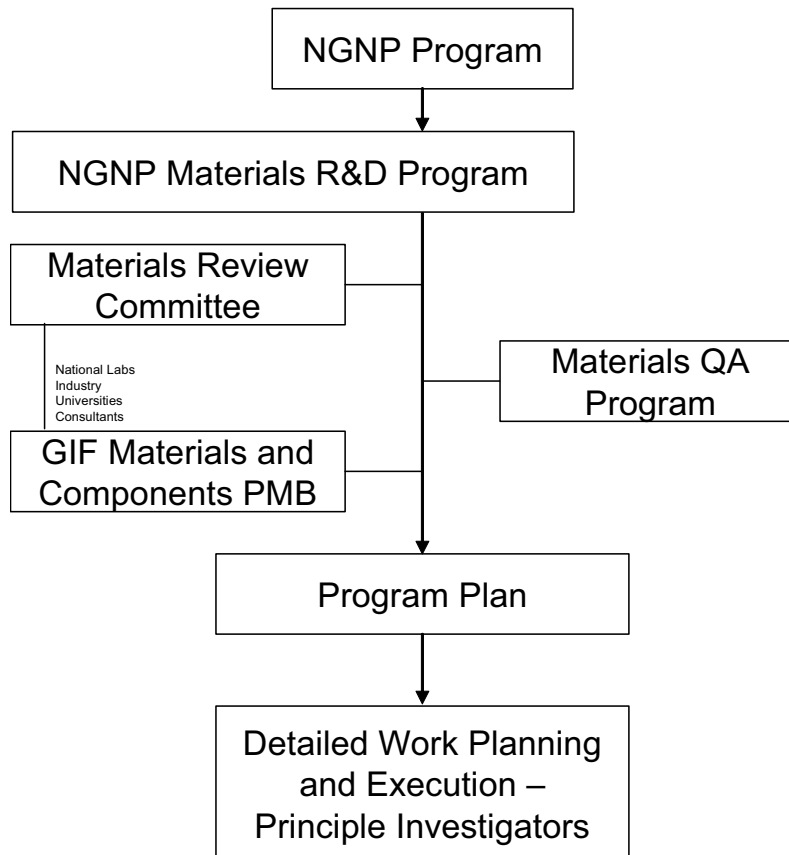 NGNP Program
NGNP Materials R&D Program
Materials Review
Committee
National Labs
Industry
Universities
Consultants
Materials QA
Program
GIF Materials and
Components PMB
Program Plan
Detailed Work Planning
and Execution –
Principle Investigators